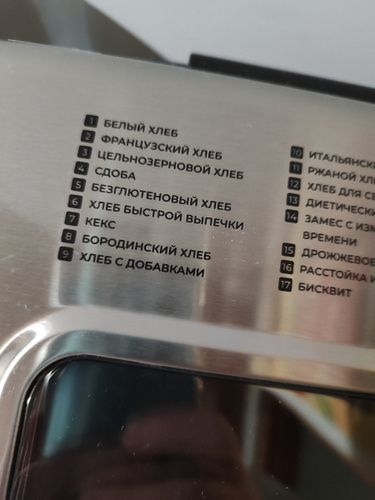 1 БЕЛЫЙ ХЛЕБ
2 ФРАНЦУЗСКИЙ ХЛЕБ
3 ЦЕЛЬНОЗЕРНОВОЙ ХЛЕБ
4 СДОБА
5 БЕЗГЛЮТЕНОВЫЙ ХЛЕБ
6 ХЛЕБ БЫСТРОЙ ВЫПЕЧКИ
7 КЕКС
8 БОРОДИНСКИЙ ХЛЕБ
9 ХЛЕБ С ДОБАВКАМИ
10
11 РЖАНОЙ
12 ХЛЕБ ДЛЯ
13
14 ЗАМЕС С
ВРЕМЕНИ
15
16 РАССТОЙКА
17 БИСКВИТ